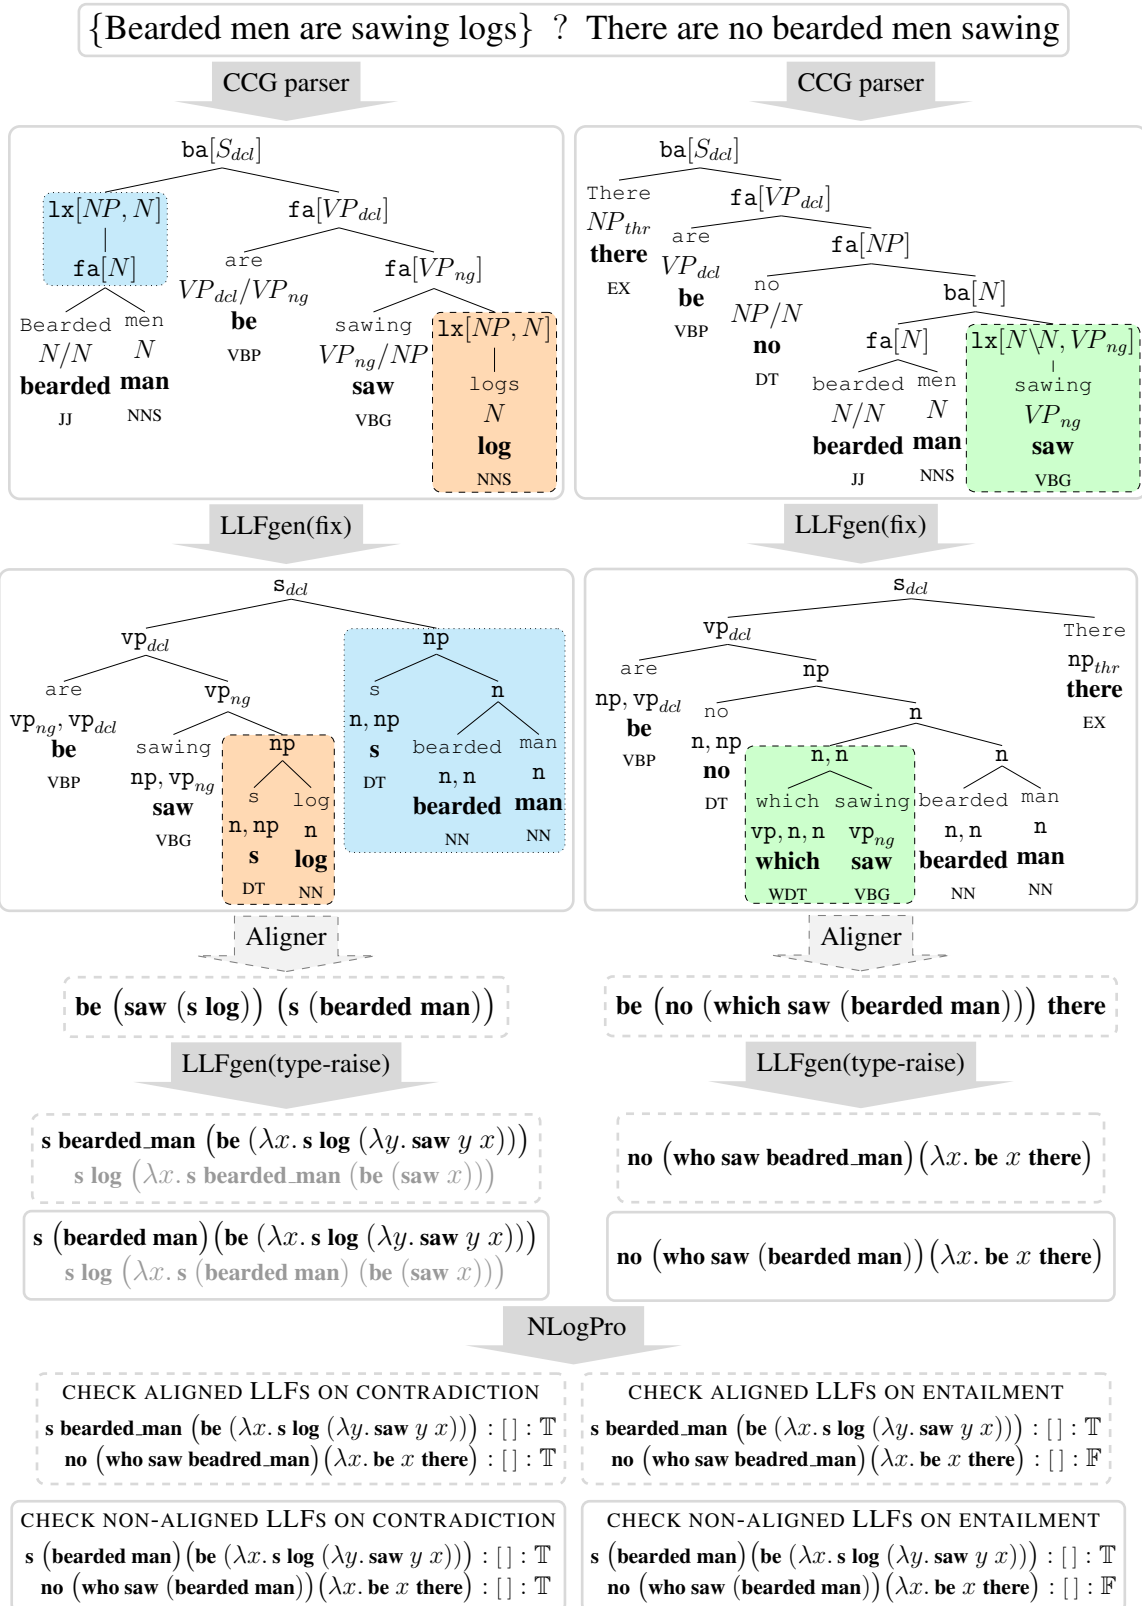 {Bearded men are sawing logs} ? There are no bearded men sawing
CCG parser
CCG parser
ba[S_dcl]
lx[NP, N]
fa[VP_dcl]
fa[N]
are
fa[VP_ng]
VP_dcl/VP_ng
be
VBP
Bearded
men
N/N
N
bearded
man
JJ
NNS
sawing
VP_ng/NP
saw
VBG
lx[NP, N]
logs
N
log
NNS
ba[S_dcl]
There
NP_thr
there
EX
fa[VP_dcl]
are
VP_dcl
be
VBP
fa[NP]
no
NP/N
no
DT
ba[N]
fa[N]
lx[N\N, VP_ng]
bearded
men
sawing
N/N
N
VP_ng
bearded
man
saw
JJ
NNS
VBG
LLFgen(fix)
LLFgen(fix)
s_dcl
vp_dcl
np
are
vp_ng
vp_ng, vp_dcl
be
VBP
sawing
np, vp_ng
saw
VBG
np
s
log
n, np
n
s
log
DT
NN
s
n
n, np
s
DT
bearded
man
n, n
n
bearded
man
NN
NN
s_dcl
vp_dcl
There
np_thr
there
EX
are
np
np, vp_dcl
be
VBP
no
n
n, np
no
DT
n, n
n
which
sawing
bearded
man
vp, n, n
vp_ng
n, n
n
which
saw
bearded
man
WDT
VBG
NN
NN
Aligner
Aligner
be (saw (s log)) (s (bearded man))
be (no (which saw (bearded man))) there
LLFgen(type-raise)
LLFgen(type-raise)
s bearded_man (be (λx. s log (λy. saw y x)))
s log (λx. s bearded_man (be (saw x)))
no (who saw beadred_man)(λx. be x there)
s (bearded man)(be (λx. s log (λy. saw y x)))
s log (λx. s (bearded man) (be (saw x)))
no (who saw (bearded man))(λx. be x there)
NLogPro
CHECK ALIGNED LLFS ON CONTRADICTION
s bearded_man (be (λx. s log (λy. saw y x))) : [ ] : 𝕋
no (who saw beadred_man)(λx. be x there) : [ ] : 𝕋
CHECK ALIGNED LLFS ON ENTAILMENT
s bearded_man (be (λx. s log (λy. saw y x))) : [ ] : 𝕋
no (who saw beadred_man)(λx. be x there) : [ ] : 𝔽
CHECK NON-ALIGNED LLFS ON CONTRADICTION
s (bearded man)(be (λx. s log (λy. saw y x))) : [ ] : 𝕋
no (who saw (bearded man))(λx. be x there) : [ ] : 𝕋
CHECK NON-ALIGNED LLFS ON ENTAILMENT
s (bearded man)(be (λx. s log (λy. saw y x))) : [ ] : 𝕋
no (who saw (bearded man))(λx. be x there) : [ ] : 𝔽